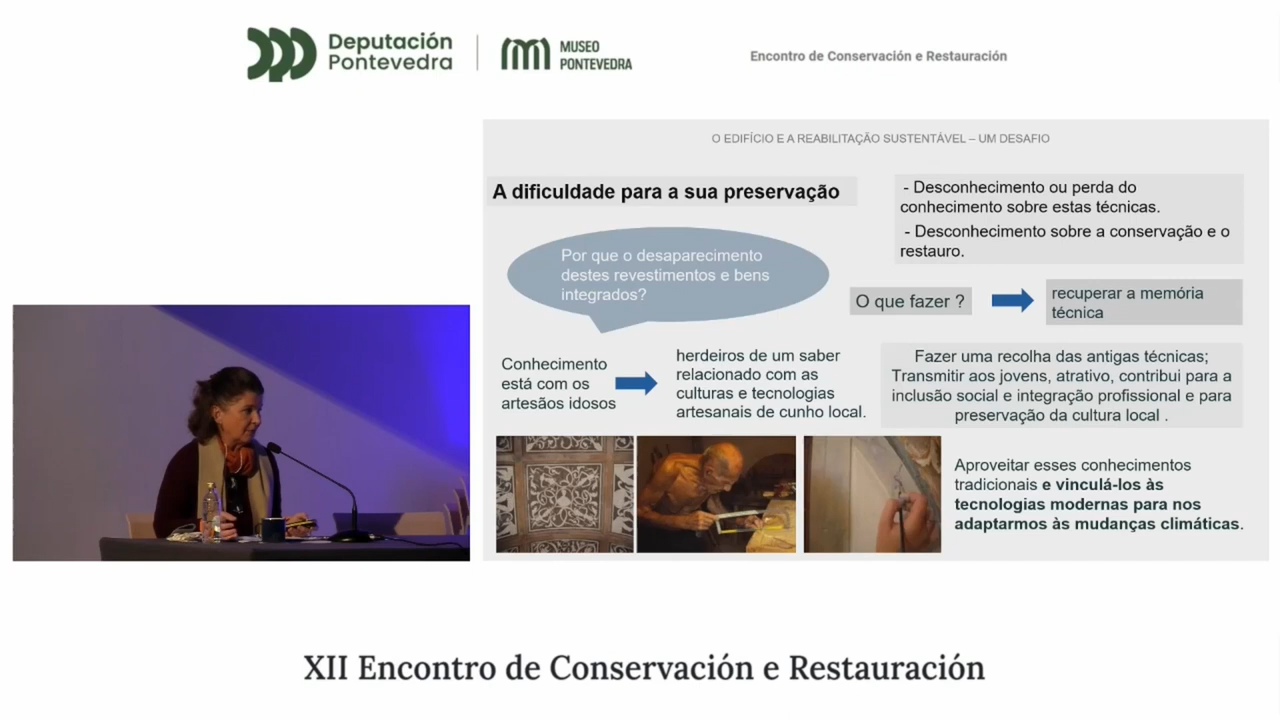 Deputación
Pontevedra
MUSEO
PONTEVEDRA
Encontro de Conservación e Restauración
O EDIFÍCIO E A REABILITAÇÃO SUSTENTÁVEL – UM DESAFIO
A dificuldade para a sua preservação
Por que o desaparecimento
destes revestimentos e bens
integrados?
Conhecimento
está com os
artesãos idosos
herdeiros de um saber
relacionado com as
culturas e tecnologias
artesanais de cunho local.
- Desconhecimento ou perda do
conhecimento sobre estas técnicas.
- Desconhecimento sobre a conservação e o
restauro.
O que fazer ?
recuperar a memória
técnica
Fazer uma recolha das antigas técnicas;
Transmitir aos jovens, atrativo, contribui para a
inclusão social e integração profissional e para
preservação da cultura local .
Aproveitar esses conhecimentos
tradicionais e vinculá-los às
tecnologias modernas para nos
adaptarmos às mudanças climáticas.
XII Encontro de Conservación e Restauración